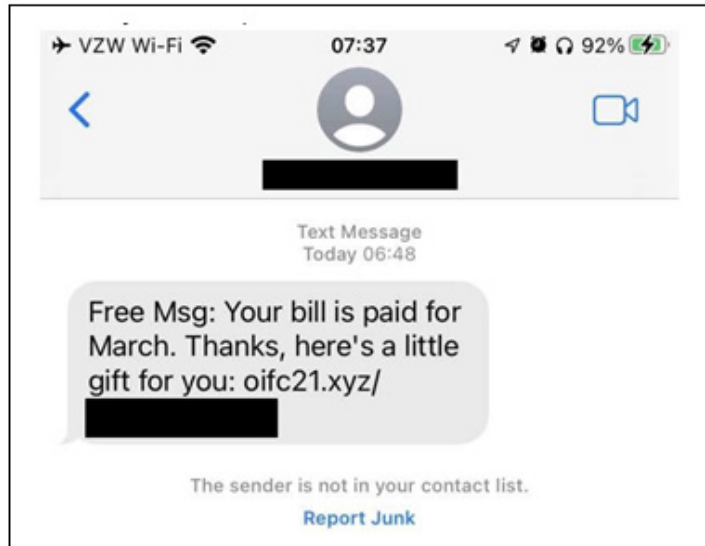 VZW Wi-Fi 07:37 92%
Text Message
Today 06:48
Free Msg: Your bill is paid for
March. Thanks, here's a little
gift for you: oifc21.xyz/
The sender is not in your contact list.
Report Junk